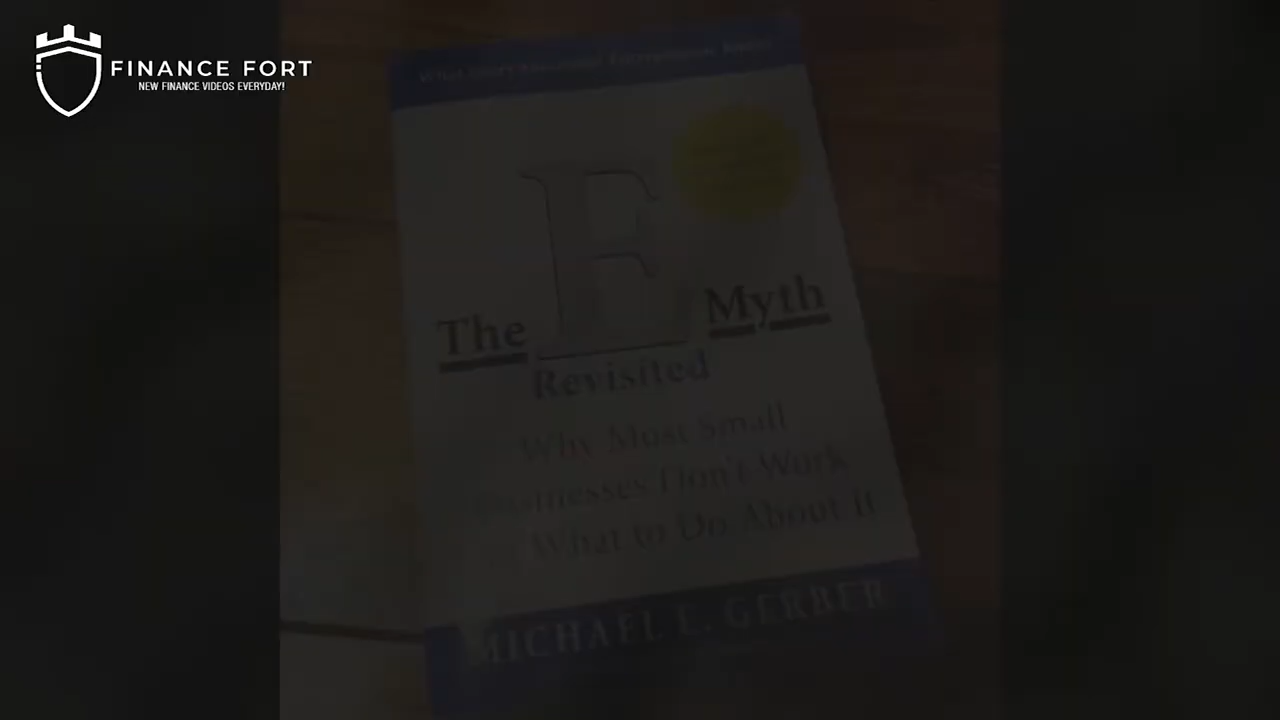 FINANCE FORT
NEW FINANCE VIDEOS EVERYDAY!
The E Myth
Revisited
Why Most Small
Businesses Don't Work
What to Do About It
MICHAEL E. GERBER